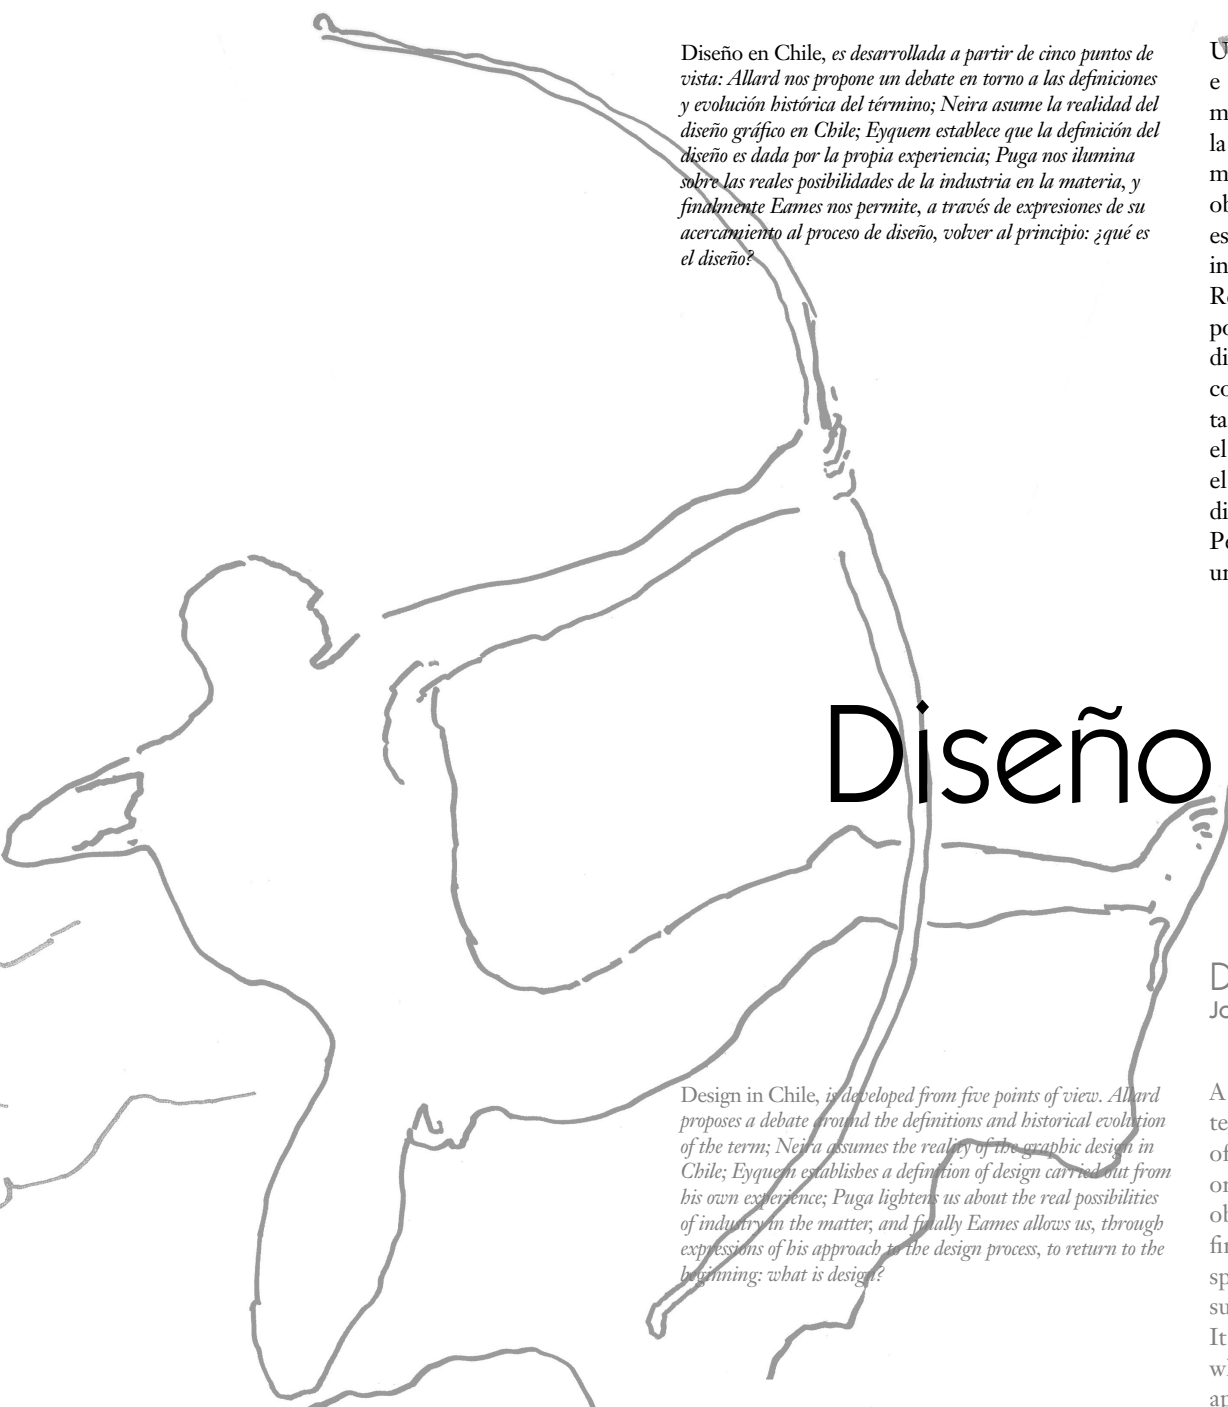 Diseño en Chile, es desarrollada a partir de cinco puntos de
vista: Allard nos propone un debate en torno a las definiciones
y evolución histórica del término; Neira asume la realidad del
diseño gráfico en Chile; Eyquem establece que la definición del
diseño es dada por la propia experiencia; Puga nos ilumina
sobre las reales posibilidades de la industria en la materia, y
finalmente Eames nos permite, a través de expresiones de su
acercamiento al proceso de diseño, volver al principio: ¿qué es
el diseño?
Diseño
Design in Chile, is developed from five points of view. Allard
proposes a debate around the definitions and historical evolution
of the term; Neira assumes the reality of the graphic design in
Chile; Eyquem establishes a definition of design carried out from
his own experience; Puga lightens us about the real possibilities
of industry in the matter, and finally Eames allows us, through
expressions of his approach to the design process, to return to the
beginning: what is design?